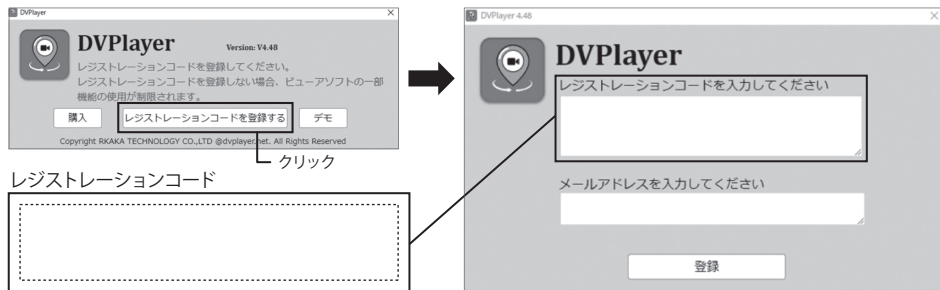 DVPlayer
DVPlayer
Version: V4.48
レジストレーションコードを登録してください。
レジストレーションコードを登録しない場合、ビューアソフトの一部
機能の使用が制限されます。
購入
レジストレーションコードを登録する
デモ
Copyright RKAKA TECHNOLOGY CO.,LTD @dvplayer.net. All Rights Reserved
クリック
レジストレーションコード
DVPlayer 4.48
DVPlayer
レジストレーションコードを入力してください
メールアドレスを入力してください
登録